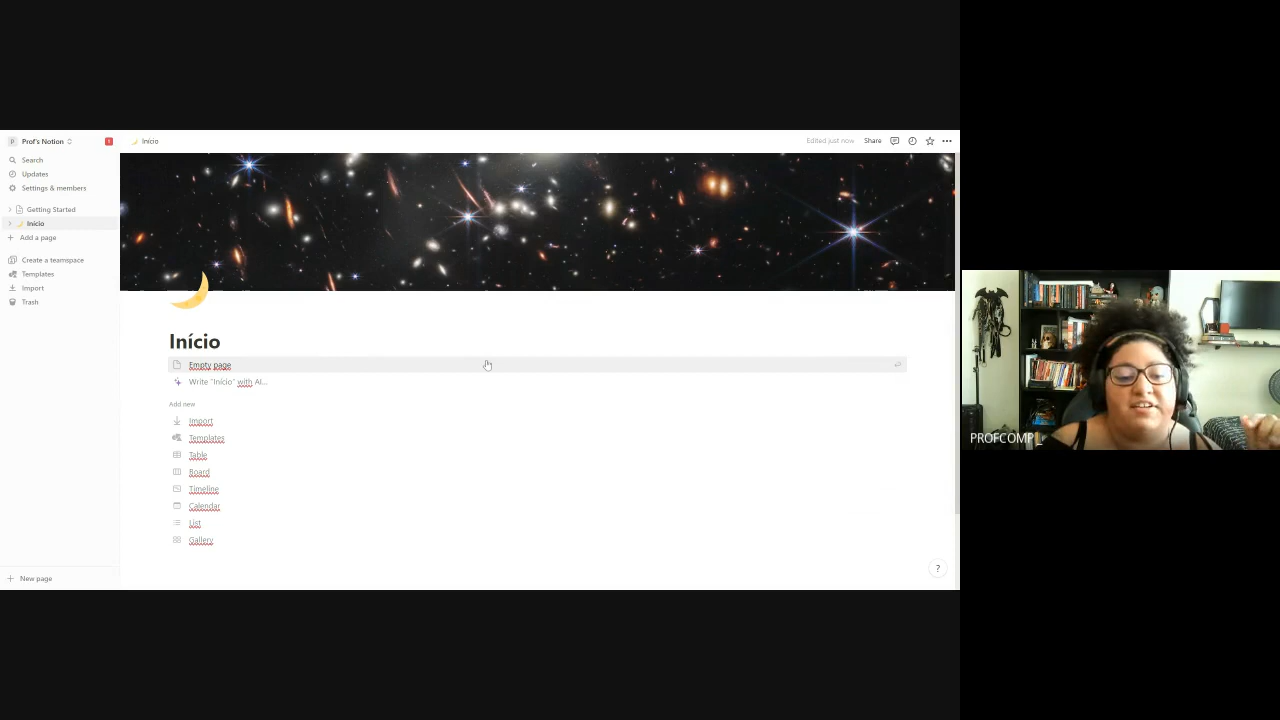 P Prof's Notion
Search
Updates
Settings & members
Getting Started
Início
Add a page
Create a teamspace
Templates
Import
Trash
New page
Início
Edited just now Share
Início
Empty page
Write "Início" with AI...
Add new
Import
Templates
Table
Board
Timeline
Calendar
List
Gallery
?
PROFCOMP_